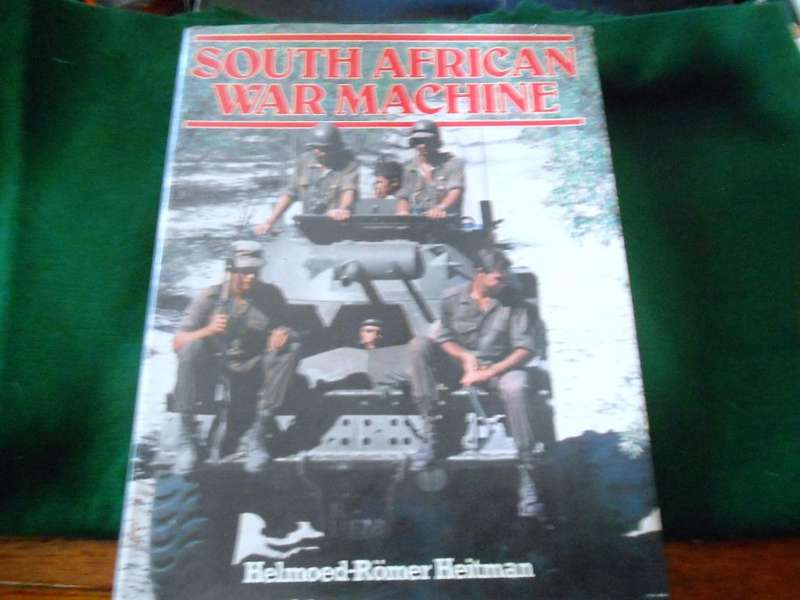 SOUTH AFRICAN
WAR MACHINE
Helmoed-Römer Heitman